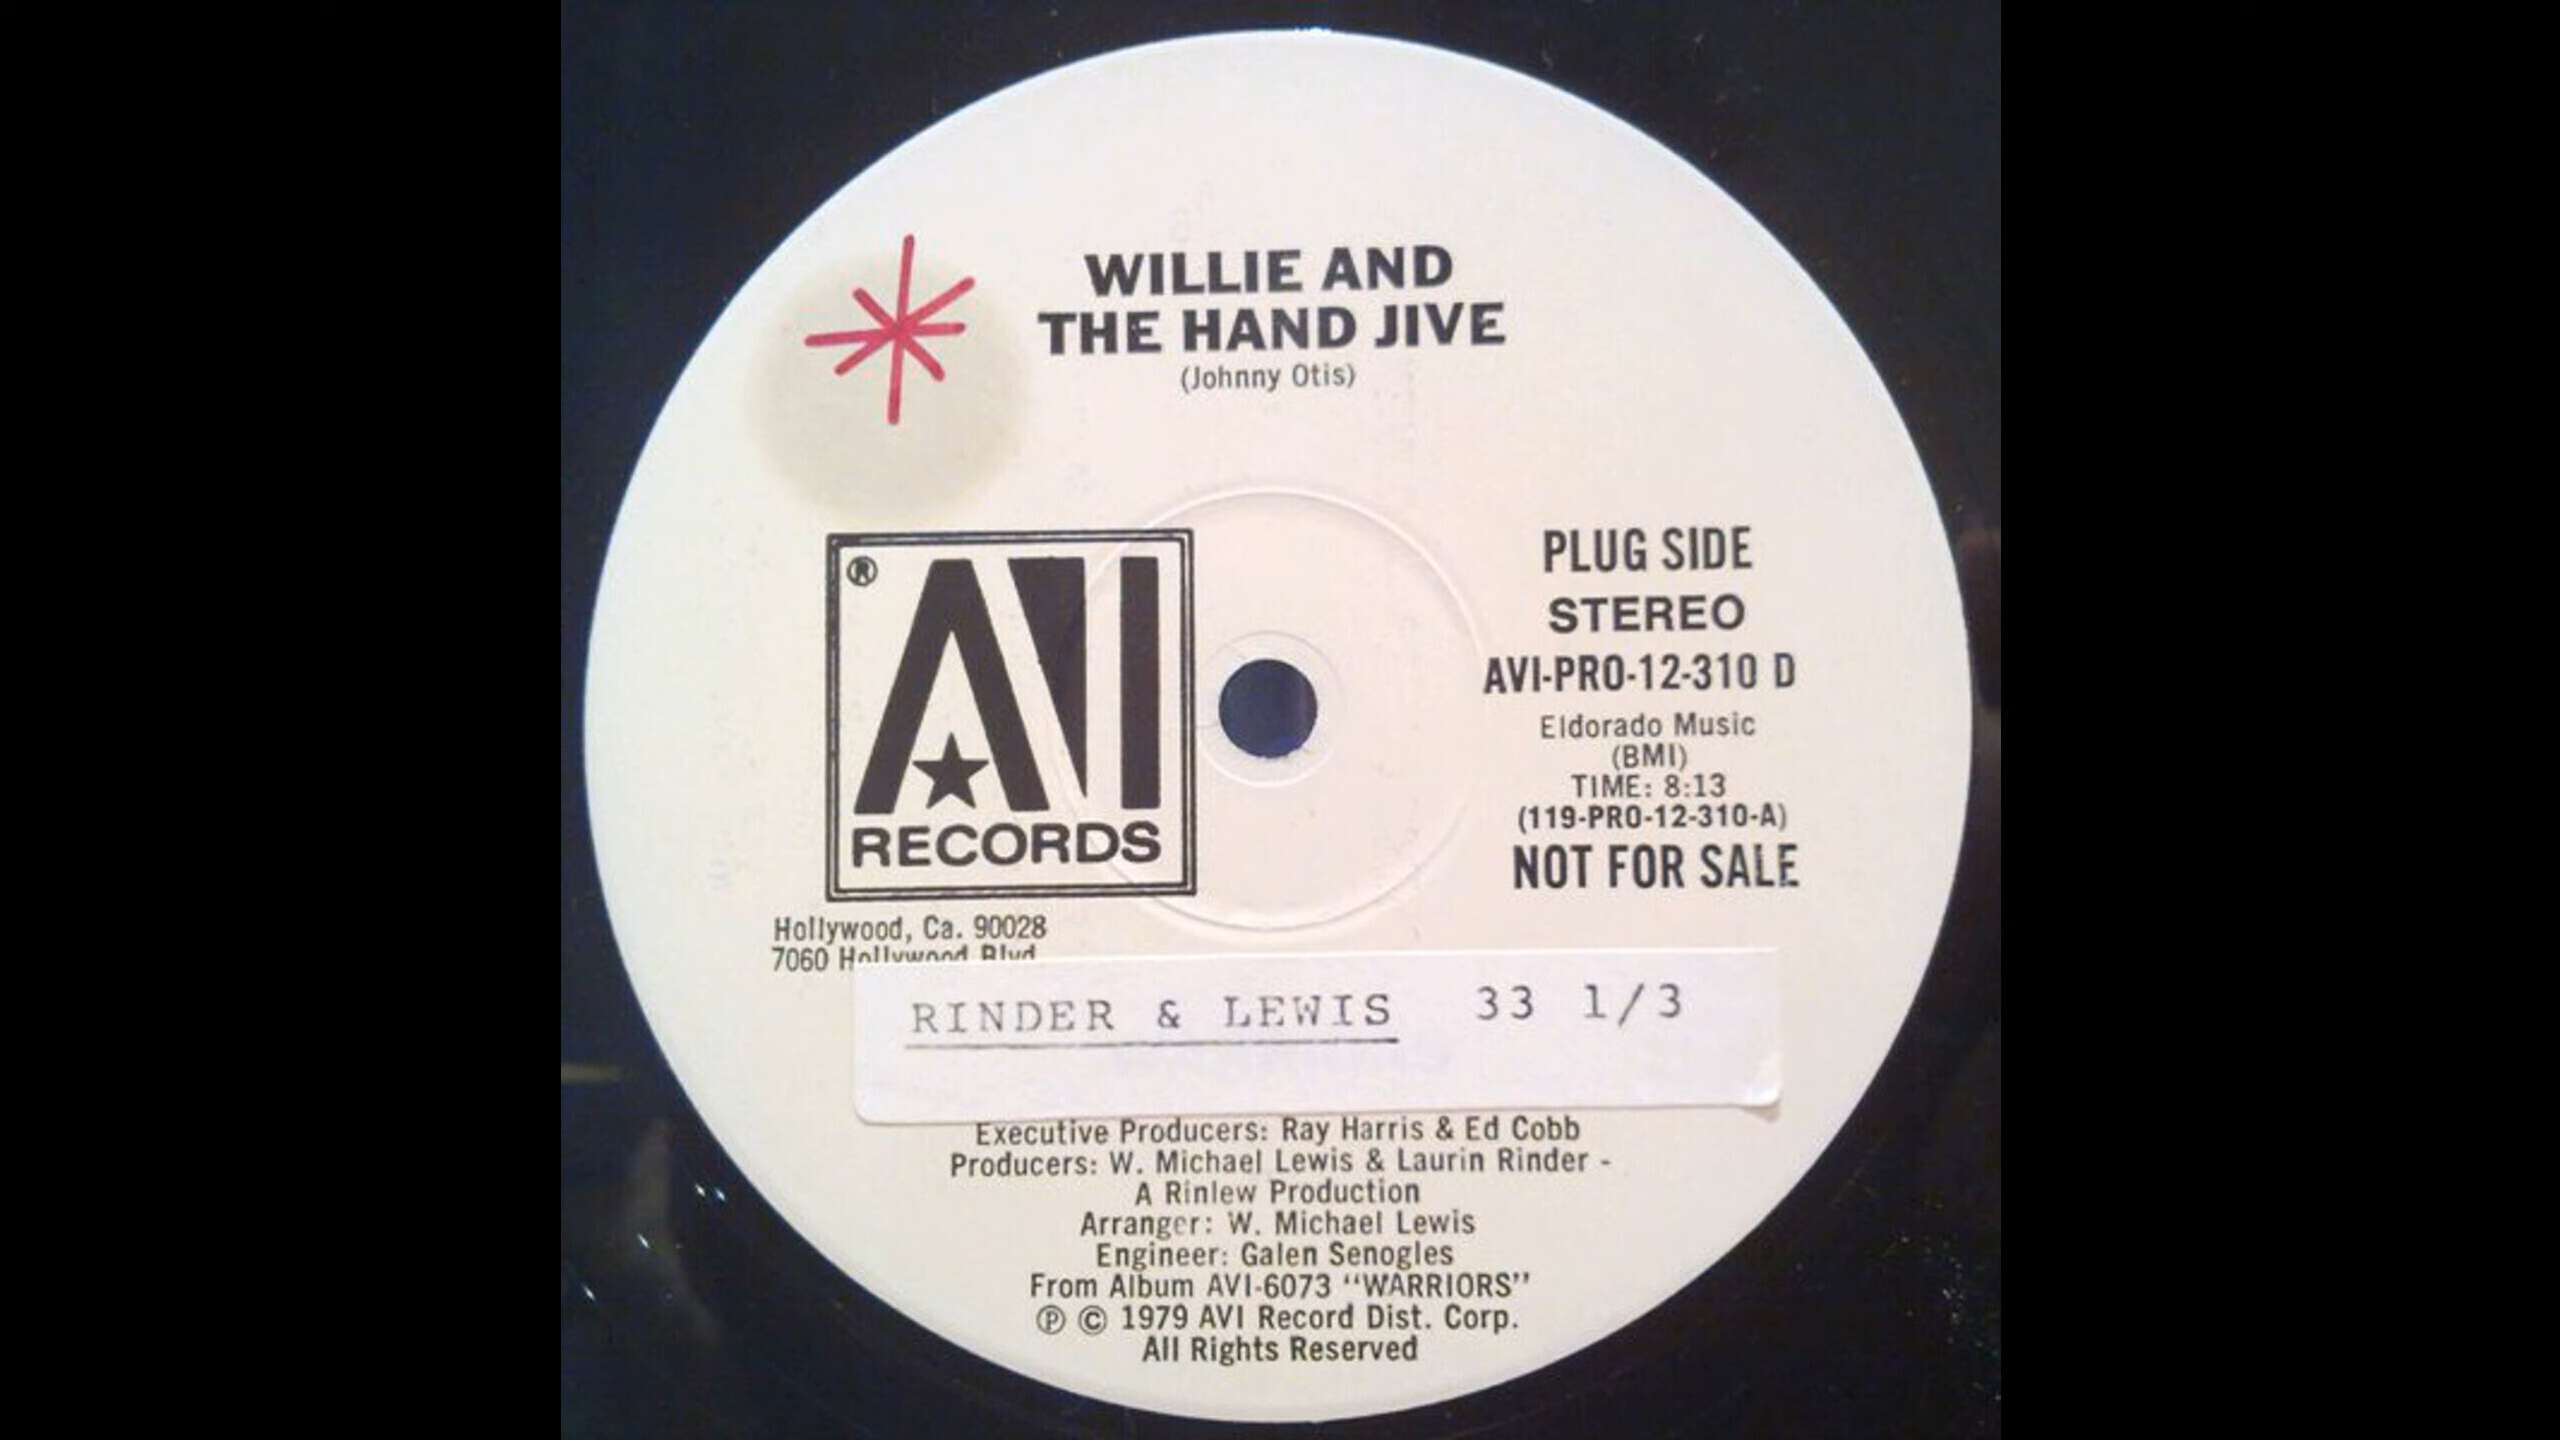 WILLIE AND
THE HAND JIVE
(Johnny Otis)
® AVI
RECORDS
Hollywood, Ca. 90028
7060 Hollywood Blvd.
PLUG SIDE
STEREO
AVI-PRO-12-310 D
Eldorado Music
(BMI)
TIME: 8:13
(119-PRO-12-310-A)
NOT FOR SALE
RINDER & LEWIS 33 1/3
Executive Producers: Ray Harris & Ed Cobb
Producers: W. Michael Lewis & Laurin Rinder -
A Rinlew Production
Arranger: W. Michael Lewis
Engineer: Galen Senogles
From Album AVI-6073 "WARRIORS"
Ⓟ © 1979 AVI Record Dist. Corp.
All Rights Reserved